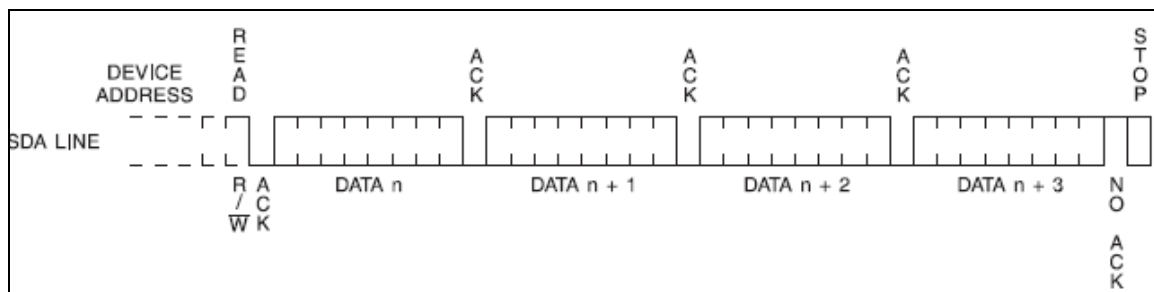 READ
ACK
ACK
ACK
STOP
DEVICE
ADDRESS
SDA LINE
R/W
ACK
DATA n
DATA n + 1
DATA n + 2
DATA n + 3
NO ACK